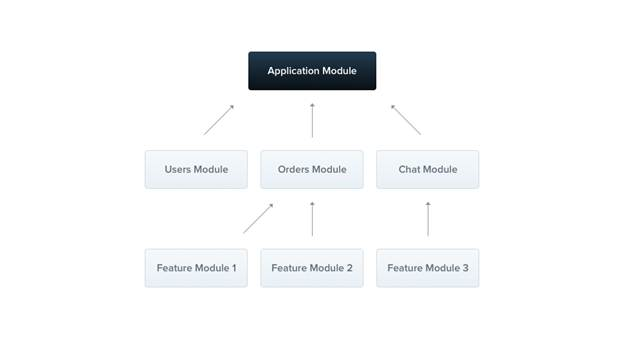 Application Module
Users Module
Orders Module
Chat Module
Feature Module 1
Feature Module 2
Feature Module 3